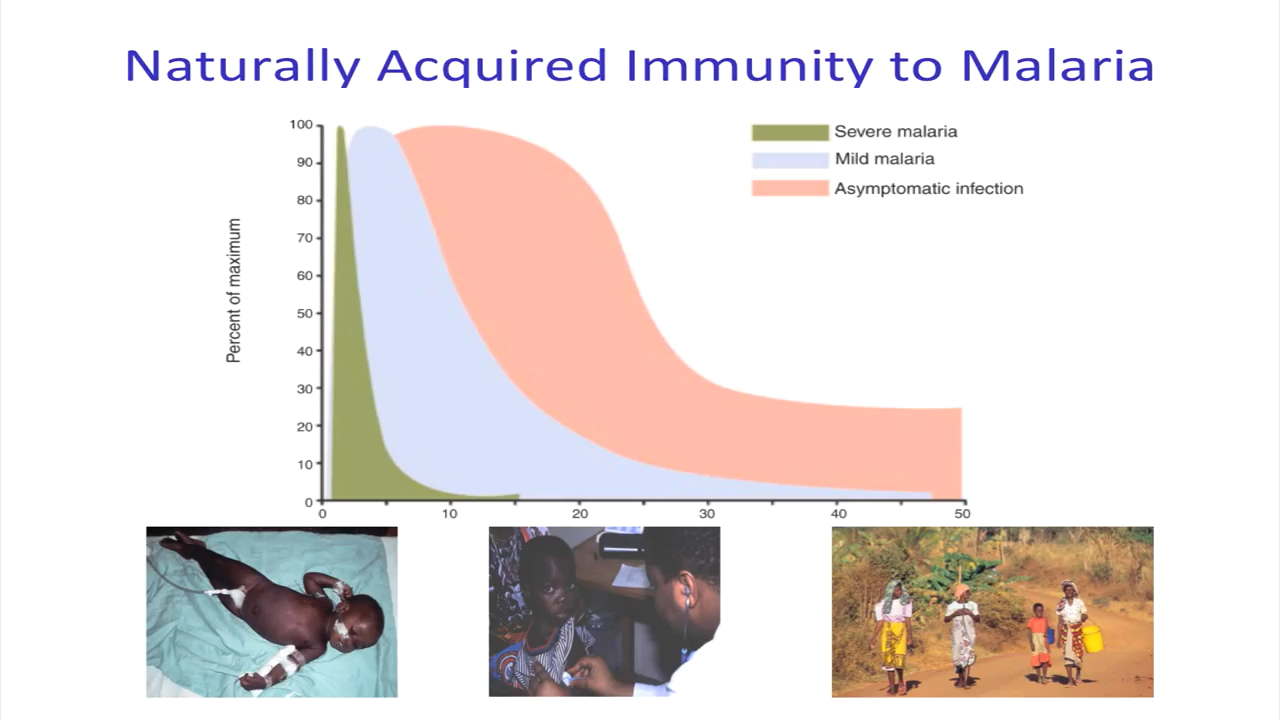 Naturally Acquired Immunity to Malaria
Severe malaria
Mild malaria
Asymptomatic infection
Percent of maximum
100
90
80
70
60
50
40
30
20
10
0
0 10 20 30 40 50